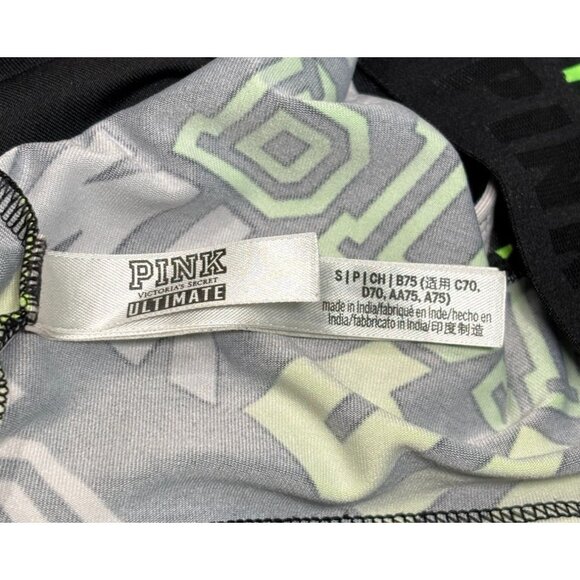 PINK
VICTORIA'S SECRET
ULTIMATE
S | P | CH | B75 (适用 C70,
D70, AA75, A75)
made in
India/fabriqué en Inde/hecho en
India/fabbricato in India/印度制造
PINK